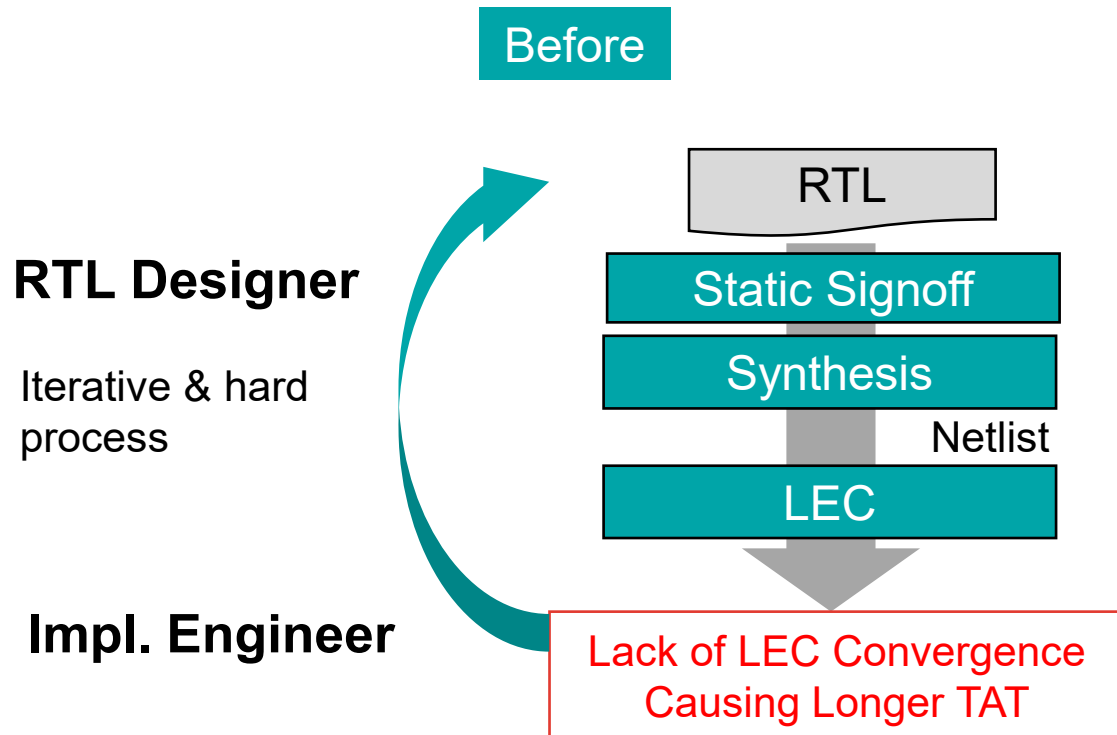 Before
RTL
RTL Designer
Static Signoff
Iterative & hard
process
Synthesis
Netlist
LEC
Impl. Engineer
Lack of LEC Convergence
Causing Longer TAT